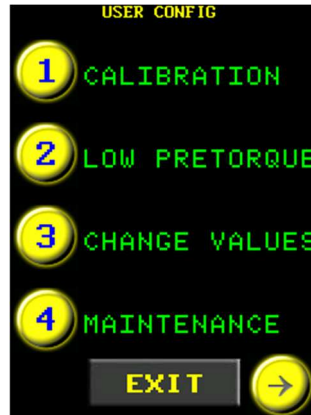 USER CONFIG
1 CALIBRATION
2 LOW PRETORQUE
3 CHANGE VALUES
4 MAINTENANCE
EXIT →